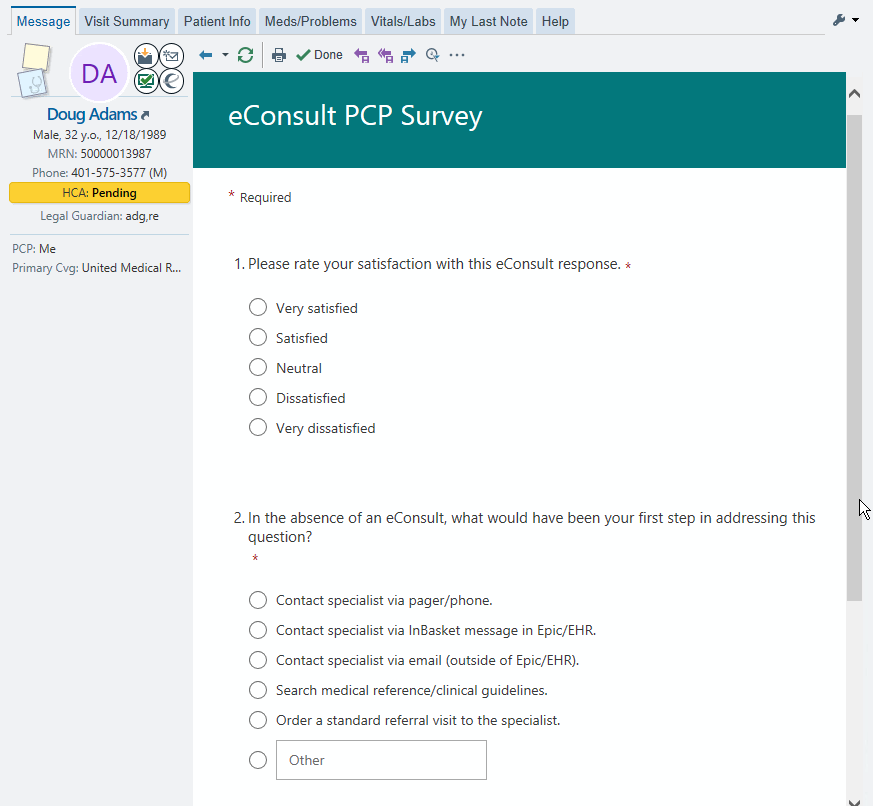 Message Visit Summary Patient Info Meds/Problems Vitals/Labs My Last Note Help
Done
DA
Doug Adams
Male, 32 y.o., 12/18/1989
MRN: 50000013987
Phone: 401-575-3577 (M)
HCA: Pending
Legal Guardian: adg,re
PCP: Me
Primary Cvg: United Medical R...
eConsult PCP Survey
* Required
1. Please rate your satisfaction with this eConsult response. *
Very satisfied
Satisfied
Neutral
Dissatisfied
Very dissatisfied
2. In the absence of an eConsult, what would have been your first step in addressing this
question?
*
Contact specialist via pager/phone.
Contact specialist via InBasket message in Epic/EHR.
Contact specialist via email (outside of Epic/EHR).
Search medical reference/clinical guidelines.
Order a standard referral visit to the specialist.
Other